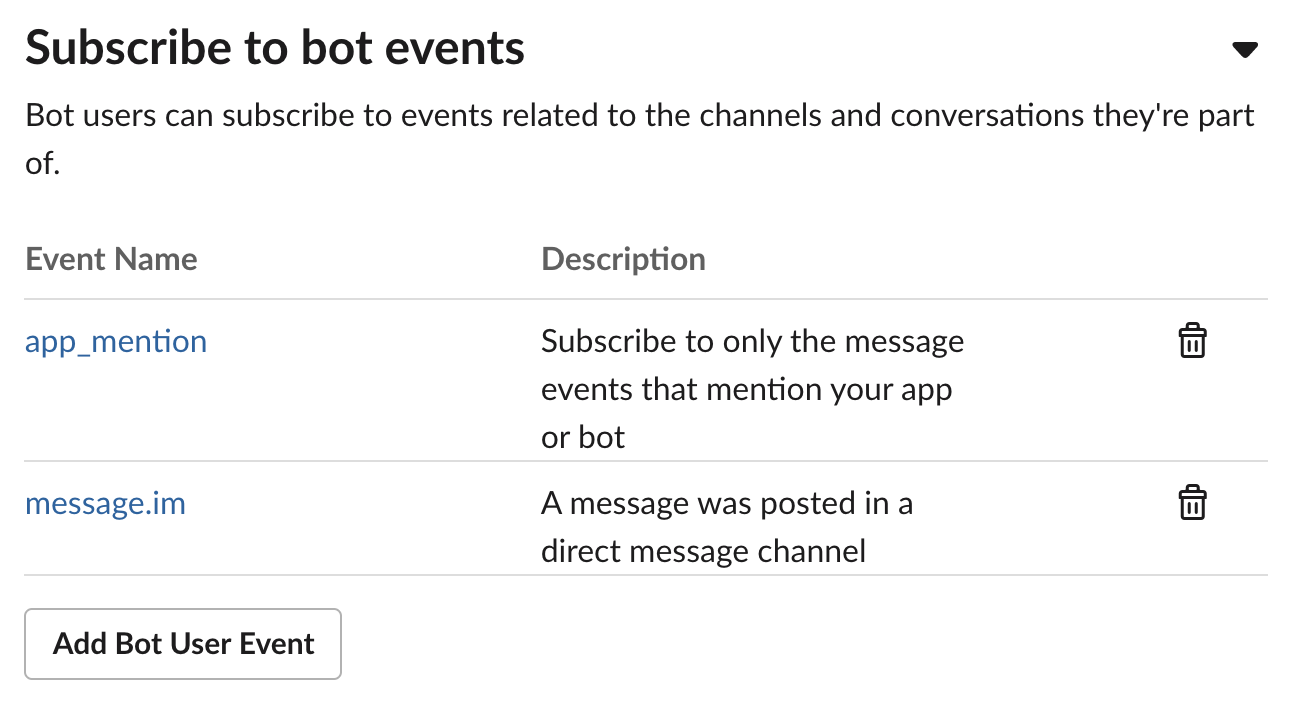 Subscribe to bot events
Bot users can subscribe to events related to the channels and conversations they're part
of.
Event Name Description
app_mention Subscribe to only the message
events that mention your app
or bot
message.im A message was posted in a
direct message channel
Add Bot User Event